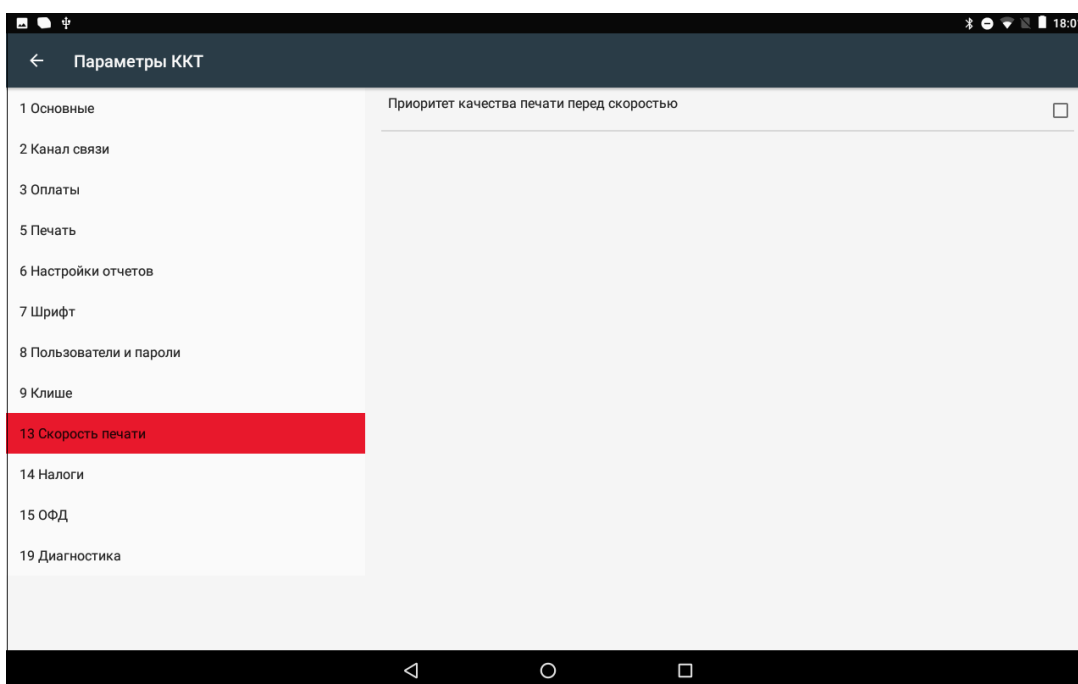 18:0
Параметры ККТ
1 Основные
Приоритет качества печати перед скоростью
2 Канал связи
3 Оплаты
5 Печать
6 Настройки отчетов
7 Шрифт
8 Пользователи и пароли
9 Клише
13 Скорость печати
14 Налоги
15 ОФД
19 Диагностика